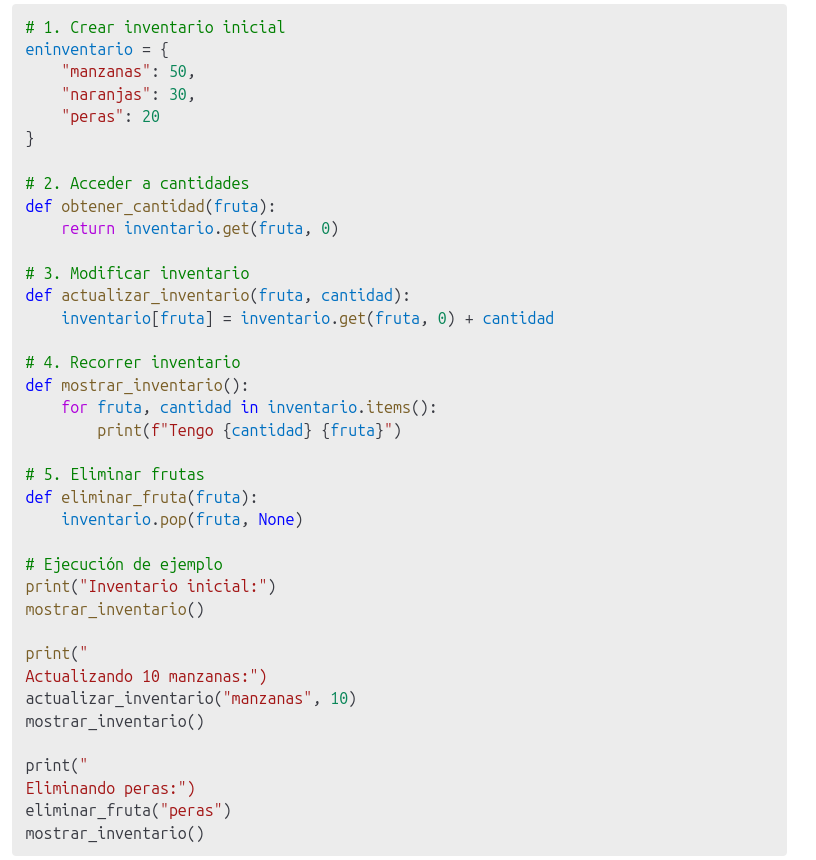 # 1. Crear inventario inicial
eninventario = {
    "manzanas": 50,
    "naranjas": 30,
    "peras": 20
}

# 2. Acceder a cantidades
def obtener_cantidad(fruta):
    return inventario.get(fruta, 0)

# 3. Modificar inventario
def actualizar_inventario(fruta, cantidad):
    inventario[fruta] = inventario.get(fruta, 0) + cantidad

# 4. Recorrer inventario
def mostrar_inventario():
    for fruta, cantidad in inventario.items():
        print(f"Tengo {cantidad} {fruta}")

# 5. Eliminar frutas
def eliminar_fruta(fruta):
    inventario.pop(fruta, None)

# Ejecución de ejemplo
print("Inventario inicial:")
mostrar_inventario()

print("
Actualizando 10 manzanas:")
actualizar_inventario("manzanas", 10)
mostrar_inventario()

print("
Eliminando peras:")
eliminar_fruta("peras")
mostrar_inventario()